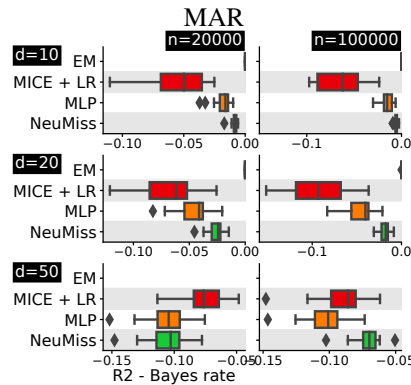 MAR
n=20000 n=100000
d=10
EM
MICE + LR
MLP
NeuMiss
−0.10 −0.05 0.00 −0.1 0.0
d=20
EM
MICE + LR
MLP
NeuMiss
−0.10 −0.05 0.00 −0.1 0.0
d=50
EM
MICE + LR
MLP
NeuMiss
−0.15 −0.10 −0.05 −0.15 −0.10 −0.05
R2 - Bayes rate